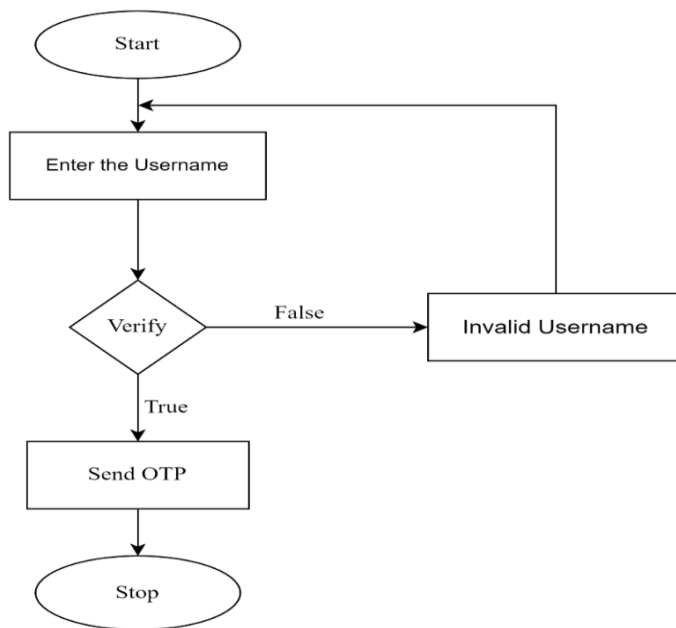 Start
Enter the Username
Verify
False
Invalid Username
True
Send OTP
Stop